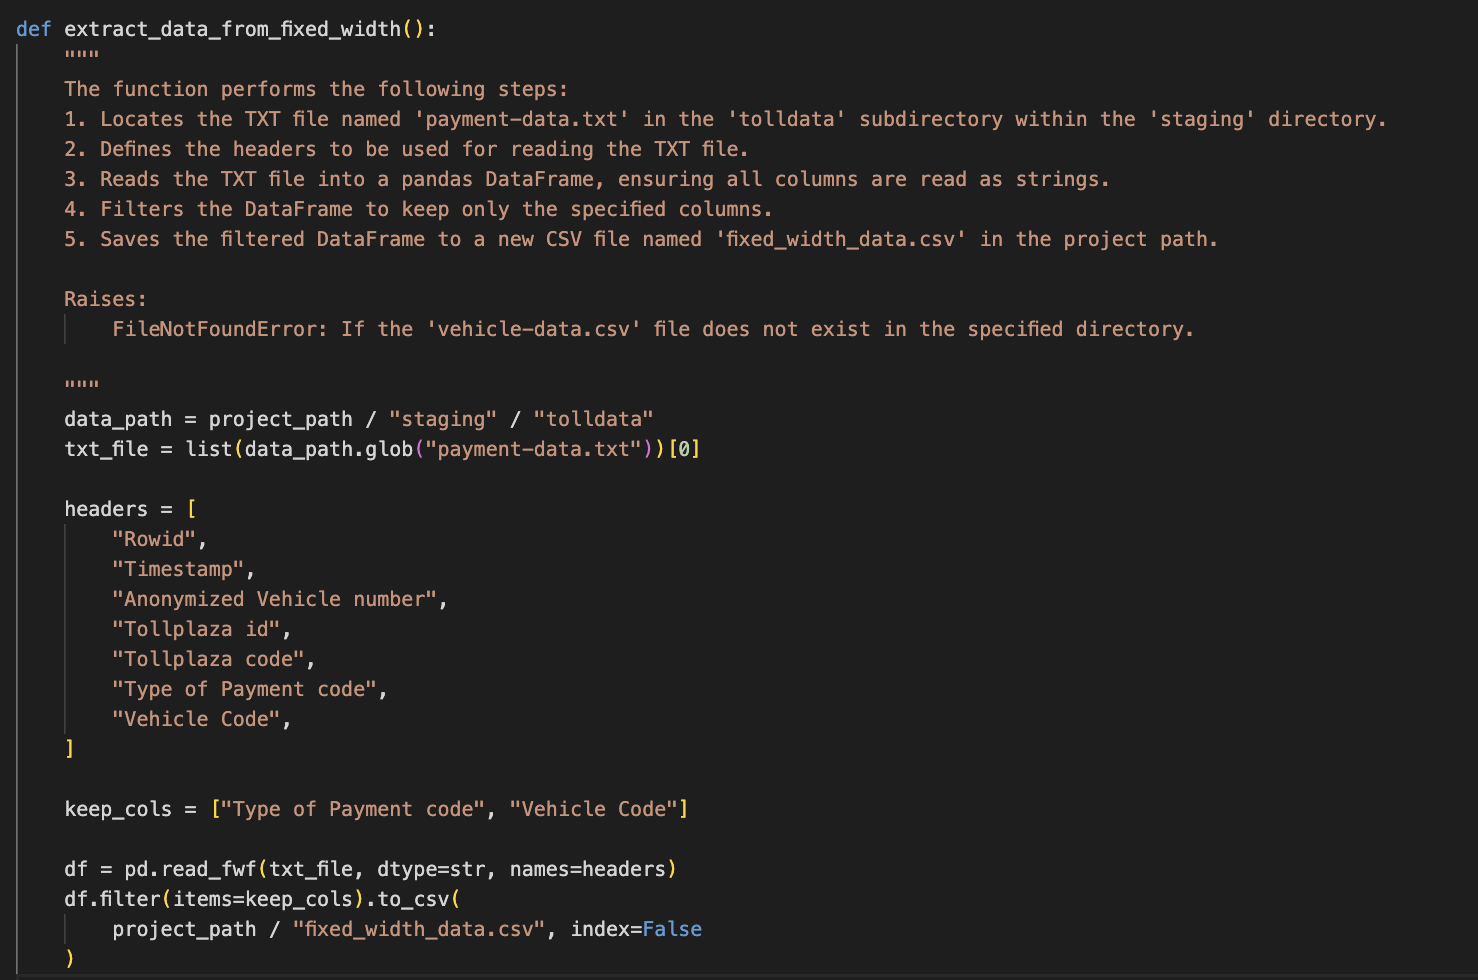 def extract_data_from_fixed_width():
    """
    The function performs the following steps:
    1. Locates the TXT file named 'payment-data.txt' in the 'tolldata' subdirectory within the 'staging' directory.
    2. Defines the headers to be used for reading the TXT file.
    3. Reads the TXT file into a pandas DataFrame, ensuring all columns are read as strings.
    4. Filters the DataFrame to keep only the specified columns.
    5. Saves the filtered DataFrame to a new CSV file named 'fixed_width_data.csv' in the project path.

    Raises:
        FileNotFoundError: If the 'vehicle-data.csv' file does not exist in the specified directory.

    """
    data_path = project_path / "staging" / "tolldata"
    txt_file = list(data_path.glob("payment-data.txt"))[0]

    headers = [
        "Rowid",
        "Timestamp",
        "Anonymized Vehicle number",
        "Tollplaza id",
        "Tollplaza code",
        "Type of Payment code",
        "Vehicle Code",
    ]

    keep_cols = ["Type of Payment code", "Vehicle Code"]

    df = pd.read_fwf(txt_file, dtype=str, names=headers)
    df.filter(items=keep_cols).to_csv(
        project_path / "fixed_width_data.csv", index=False
    )